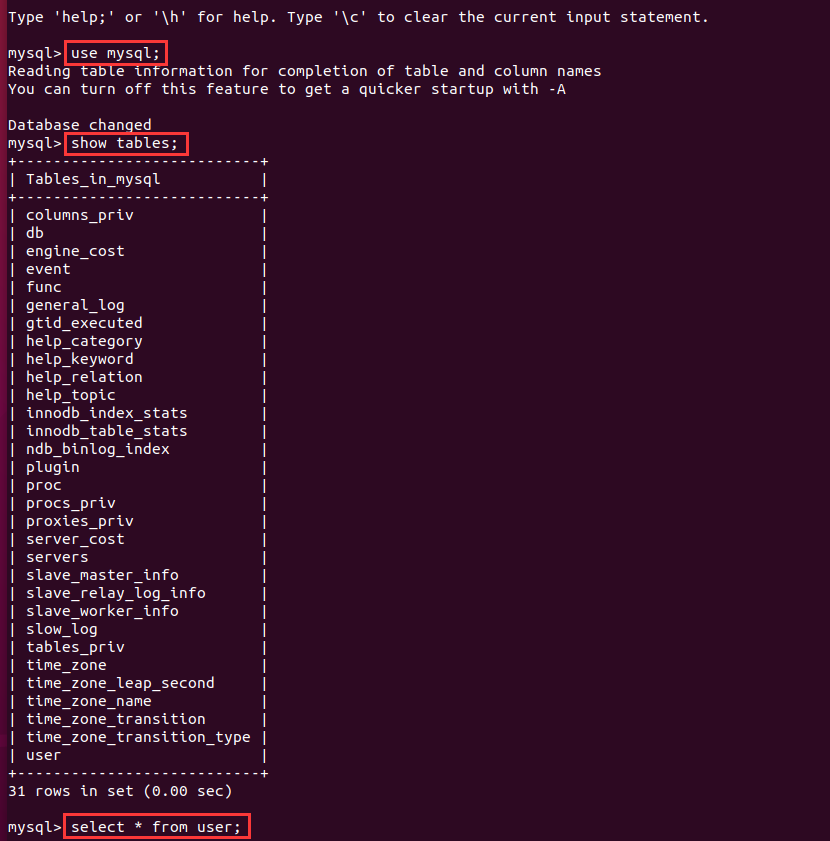 Type 'help;' or '\h' for help. Type '\c' to clear the current input statement.
mysql> use mysql;
Reading table information for completion of table and column names
You can turn off this feature to get a quicker startup with -A
Database changed
mysql> show tables;
+---------------------------+
| Tables_in_mysql           |
+---------------------------+
| columns_priv              |
| db                        |
| engine_cost               |
| event                     |
| func                      |
| general_log               |
| gtid_executed             |
| help_category             |
| help_keyword              |
| help_relation             |
| help_topic                |
| innodb_index_stats        |
| innodb_table_stats        |
| ndb_binlog_index          |
| plugin                    |
| proc                      |
| procs_priv                |
| proxies_priv              |
| server_cost               |
| servers                   |
| slave_master_info         |
| slave_relay_log_info      |
| slave_worker_info         |
| slow_log                  |
| tables_priv               |
| time_zone                 |
| time_zone_leap_second     |
| time_zone_name            |
| time_zone_transition      |
| time_zone_transition_type |
| user                      |
+---------------------------+
31 rows in set (0.00 sec)
mysql> select * from user;